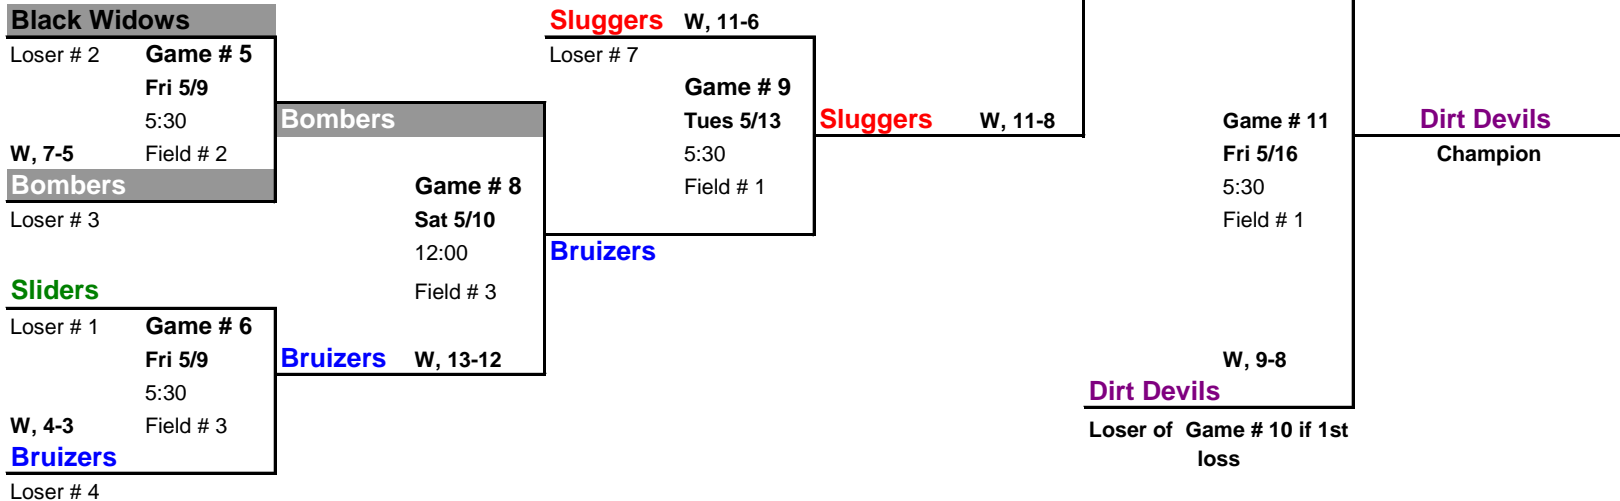 Black Widows
Sluggers W, 11-6
Loser # 2 Game # 5
Loser # 7
Fri 5/9
Game # 9
5:30
Bombers
Tues 5/13
Sluggers W, 11-8
Game # 11
Dirt Devils
W, 7-5 Field # 2
5:30
Fri 5/16
Champion
Bombers
Game # 8
Field # 1
5:30
Loser # 3
Sat 5/10
Field # 1
12:00
Bruizers
Sliders
Field # 3
Loser # 1 Game # 6
Fri 5/9
Bruizers W, 13-12
W, 9-8
5:30
Dirt Devils
W, 4-3 Field # 3
Loser of Game # 10 if 1st
loss
Bruizers
Loser # 4